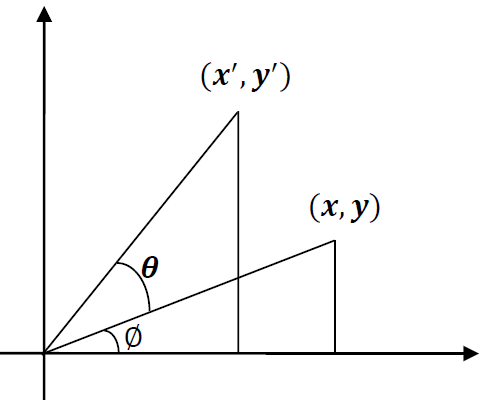 (x′, y′)
(x, y)
θ
∅